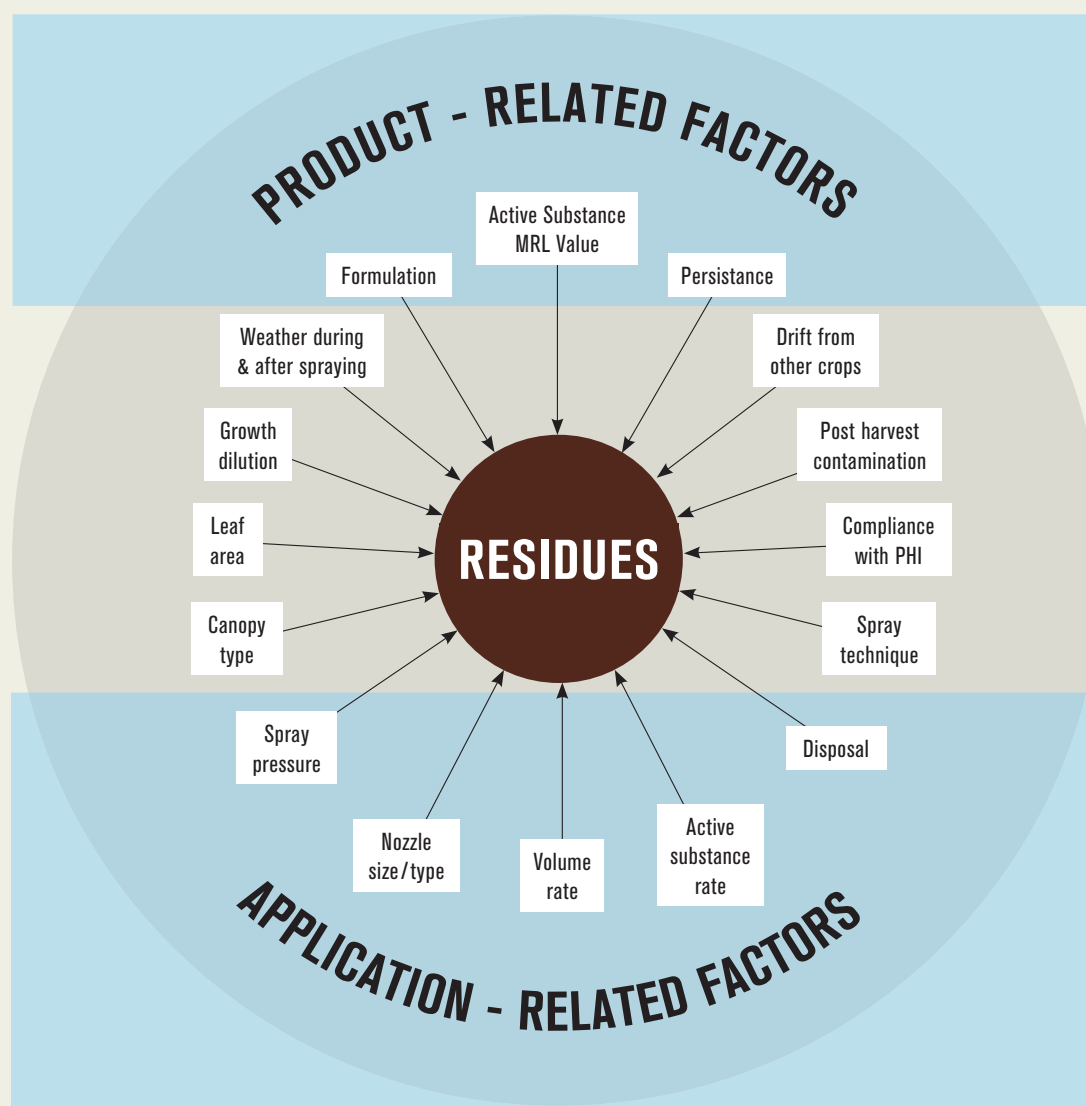 PRODUCT - RELATED FACTORS
Active Substance
MRL Value
Formulation
Persistance
Weather during
& after spraying
Drift from
other crops
Growth
dilution
Post harvest
contamination
Leaf
area
Compliance
with PHI
RESIDUES
Canopy
type
Spray
technique
Spray
pressure
Disposal
Nozzle
size/type
Volume
rate
Active
substance
rate
APPLICATION - RELATED FACTORS